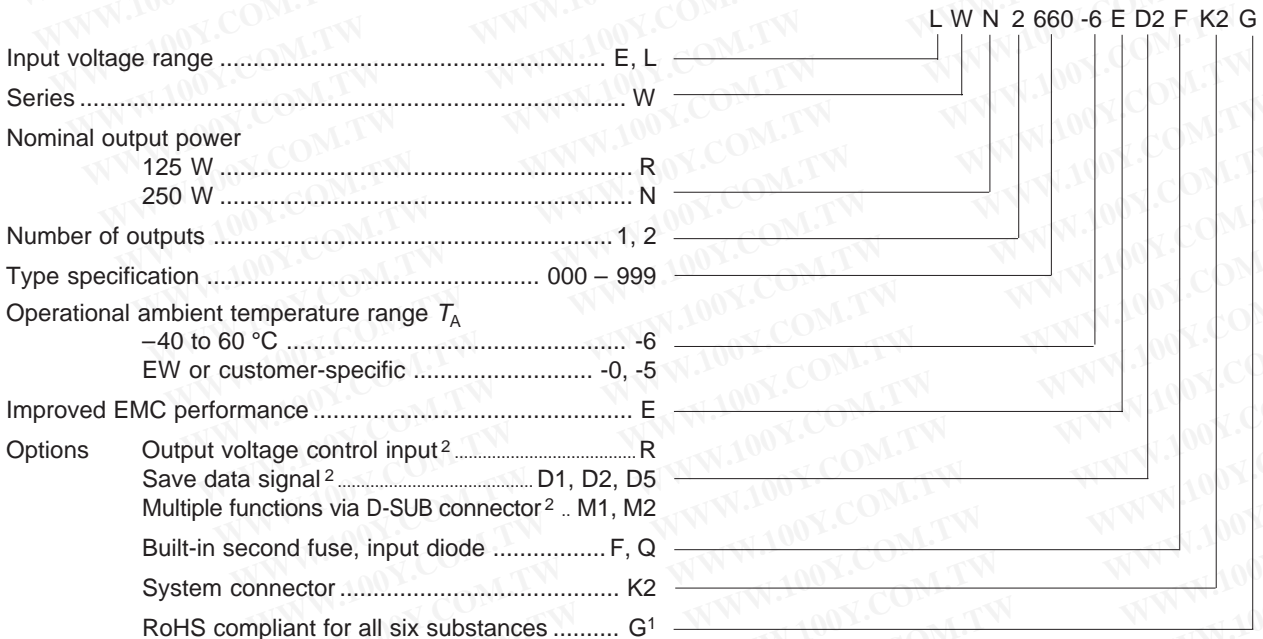 L W N 2 660 -6 E D2 F K2 G
Input voltage range ........................................................... E, L
Series ................................................................................... W
Nominal output power
125 W ............................................................... R
250 W ............................................................... N
Number of outputs ............................................................. 1, 2
Type specification .................................................. 000 – 999
Operational ambient temperature range TA
–40 to 60 °C ................................................... -6
EW or customer-specific ........................... -0, -5
Improved EMC performance .................................................... E
Options Output voltage control input 2 ........................................... R
Save data signal 2 ............................................. D1, D2, D5
Multiple functions via D-SUB connector 2 .. M1, M2
Built-in second fuse, input diode ................. F, Q
System connector .......................................... K2
RoHS compliant for all six substances .......... G1
WWW.100Y.COM.TW